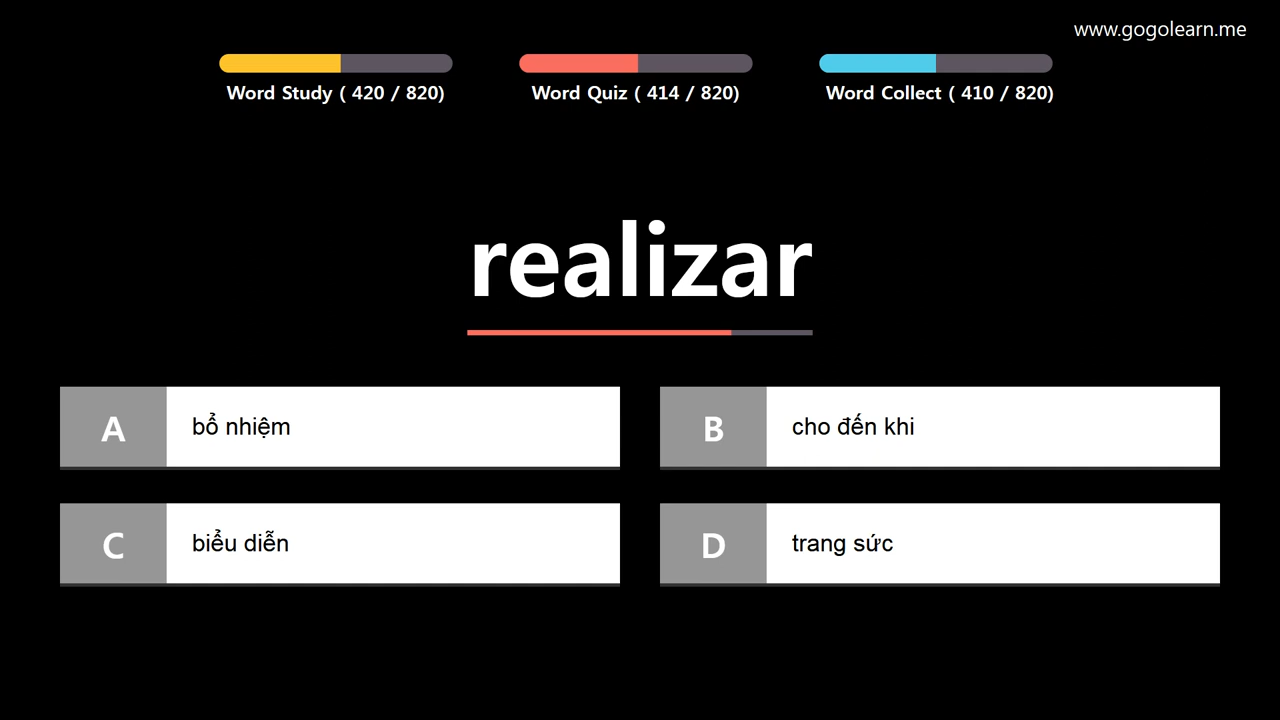 www.gogolearn.me
Word Study ( 420 / 820)
Word Quiz ( 414 / 820)
Word Collect ( 410 / 820)
realizar
A bổ nhiệm
B cho đến khi
C biểu diễn
D trang sức